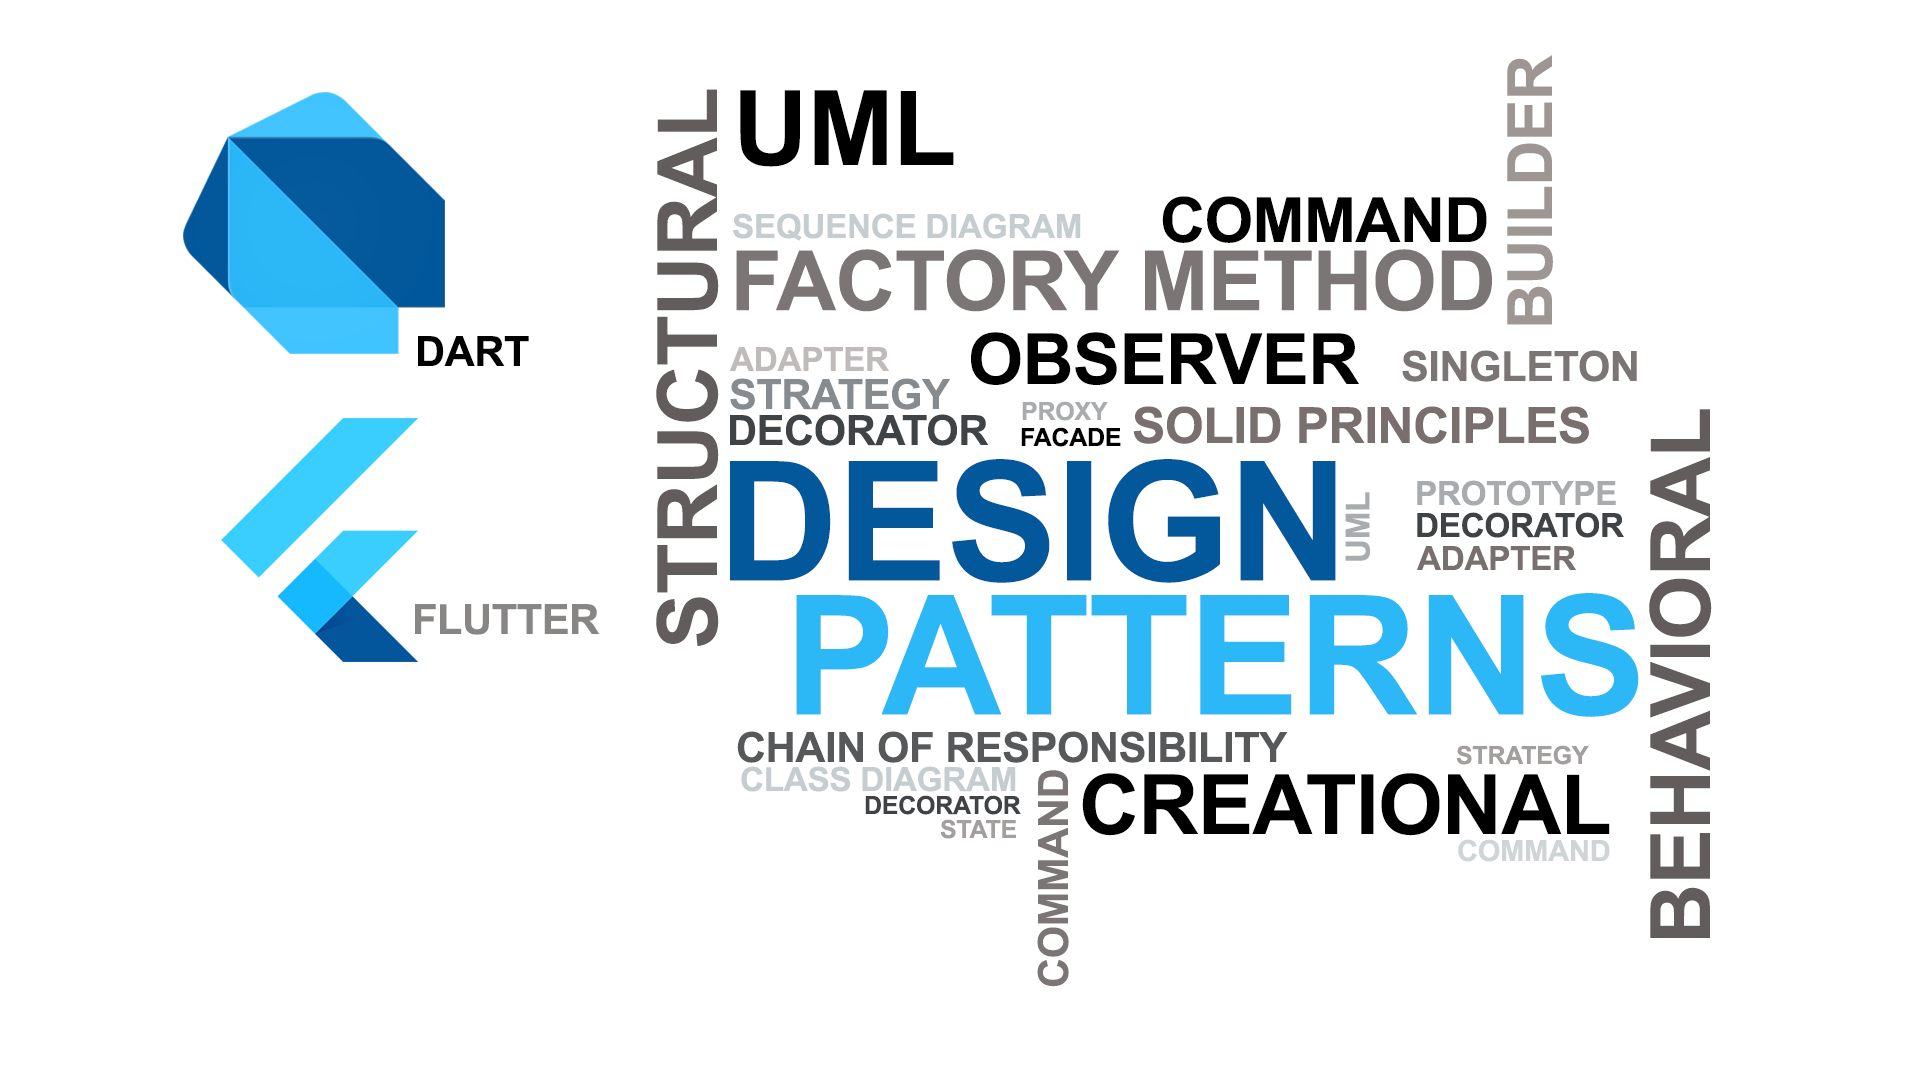 DART
FLUTTER
STRUCTURAL
UML
BUILDER
COMMAND
SEQUENCE DIAGRAM
FACTORY METHOD
OBSERVER
SINGLETON
ADAPTER
STRATEGY
DECORATOR
PROXY
FACADE
SOLID PRINCIPLES
DESIGN
UML
PROTOTYPE
DECORATOR
ADAPTER
BEHAVIORAL
PATTERNS
CHAIN OF RESPONSIBILITY
CLASS DIAGRAM
DECORATOR
STATE
COMMAND
STRATEGY
CREATIONAL
COMMAND